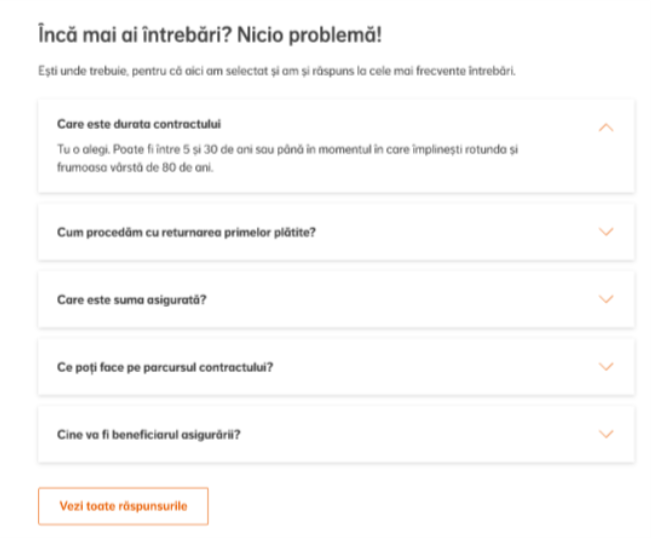 Încă mai ai întrebări? Nicio problemă!
Ești unde trebuie, pentru că aici am selectat și am și răspuns la cele mai frecvente întrebări.
Care este durata contractului
Tu o alegi. Poate fi între 5 și 30 de ani sau până în momentul în care împlinești rotunda și
frumoasa vârstă de 80 de ani.
Cum procedăm cu returnarea primelor plătite?
Care este suma asigurată?
Ce poți face pe parcursul contractului?
Cine va fi beneficiarul asigurării?
Vezi toate răspunsurile